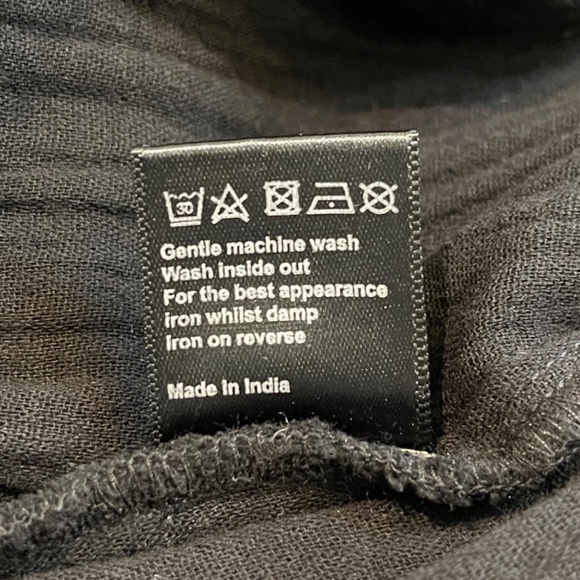 30
Gentle machine wash
Wash inside out
For the best appearance
iron whilst damp
Iron on reverse
Made in India